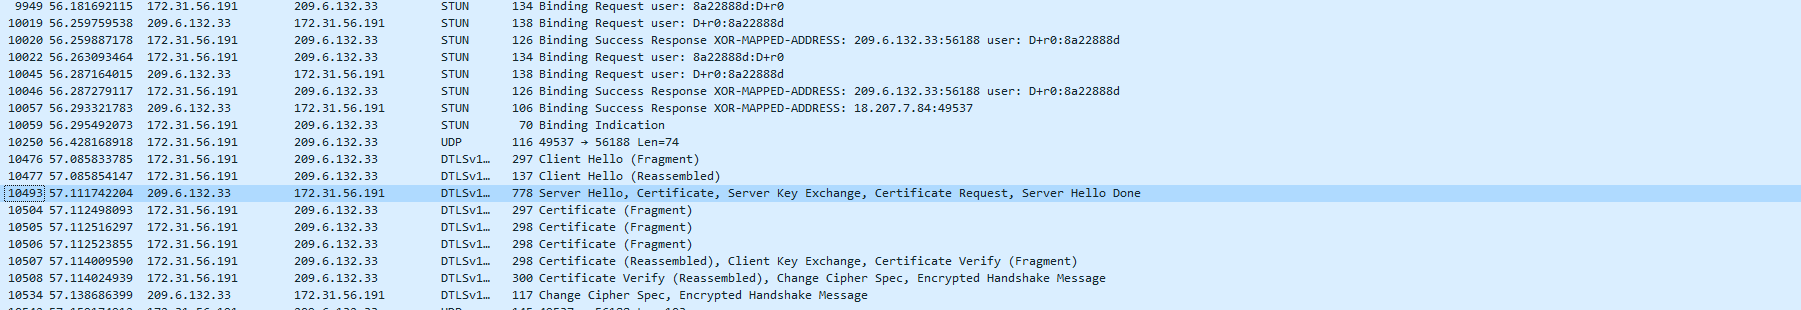 9949 56.181692115 172.31.56.191 209.6.132.33 STUN 134 Binding Request user: 8a22888d:D+r0
10019 56.259759538 209.6.132.33 172.31.56.191 STUN 138 Binding Request user: D+r0:8a22888d
10020 56.259887178 172.31.56.191 209.6.132.33 STUN 126 Binding Success Response XOR-MAPPED-ADDRESS: 209.6.132.33:56188 user: D+r0:8a22888d
10022 56.263093464 172.31.56.191 209.6.132.33 STUN 134 Binding Request user: 8a22888d:D+r0
10045 56.287164015 209.6.132.33 172.31.56.191 STUN 138 Binding Request user: D+r0:8a22888d
10046 56.287279117 172.31.56.191 209.6.132.33 STUN 126 Binding Success Response XOR-MAPPED-ADDRESS: 209.6.132.33:56188 user: D+r0:8a22888d
10057 56.293321783 209.6.132.33 172.31.56.191 STUN 106 Binding Success Response XOR-MAPPED-ADDRESS: 18.207.7.84:49537
10059 56.295492073 172.31.56.191 209.6.132.33 STUN 70 Binding Indication
10250 56.428168918 172.31.56.191 209.6.132.33 UDP 116 49537 → 56188 Len=74
10476 57.085833785 172.31.56.191 209.6.132.33 DTLSv1… 297 Client Hello (Fragment)
10477 57.085854147 172.31.56.191 209.6.132.33 DTLSv1… 137 Client Hello (Reassembled)
10493 57.111742204 209.6.132.33 172.31.56.191 DTLSv1… 778 Server Hello, Certificate, Server Key Exchange, Certificate Request, Server Hello Done
10504 57.112498093 172.31.56.191 209.6.132.33 DTLSv1… 297 Certificate (Fragment)
10505 57.112516297 172.31.56.191 209.6.132.33 DTLSv1… 298 Certificate (Fragment)
10506 57.112523855 172.31.56.191 209.6.132.33 DTLSv1… 298 Certificate (Fragment)
10507 57.114009590 172.31.56.191 209.6.132.33 DTLSv1… 298 Certificate (Reassembled), Client Key Exchange, Certificate Verify (Fragment)
10508 57.114024939 172.31.56.191 209.6.132.33 DTLSv1… 300 Certificate Verify (Reassembled), Change Cipher Spec, Encrypted Handshake Message
10534 57.138686399 209.6.132.33 172.31.56.191 DTLSv1… 117 Change Cipher Spec, Encrypted Handshake Message